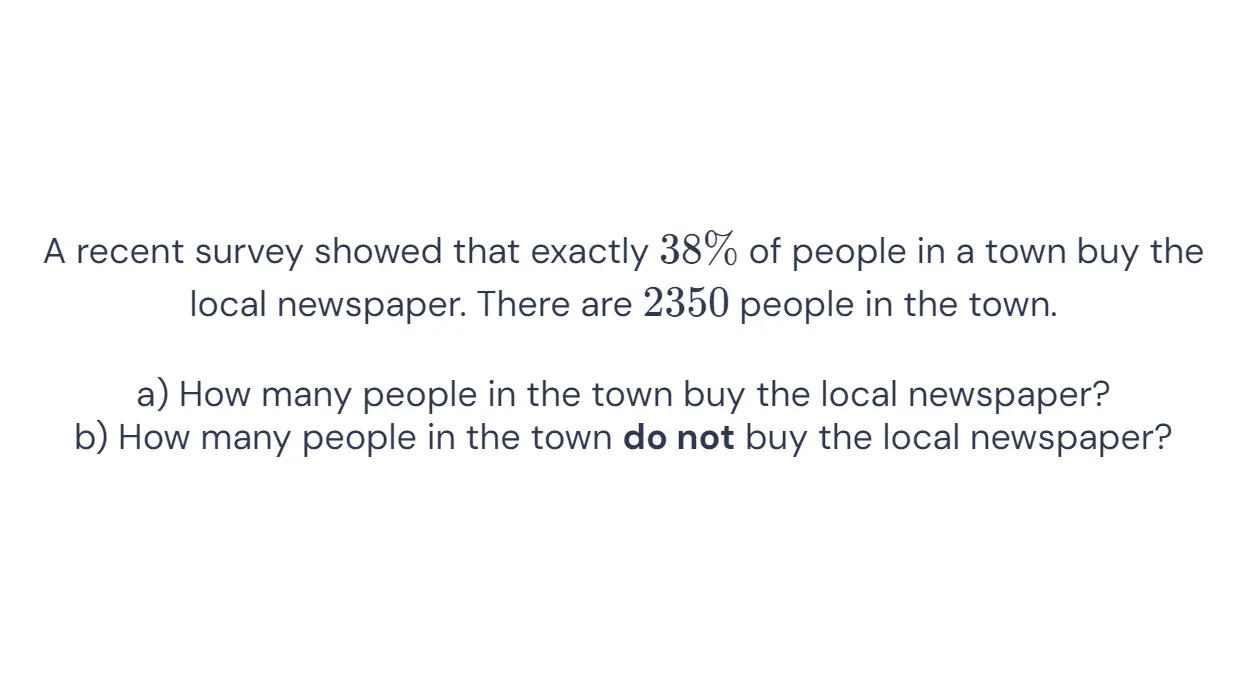 A recent survey showed that exactly 38% of people in a town buy the
local newspaper. There are 2350 people in the town.
a) How many people in the town buy the local newspaper?
b) How many people in the town do not buy the local newspaper?